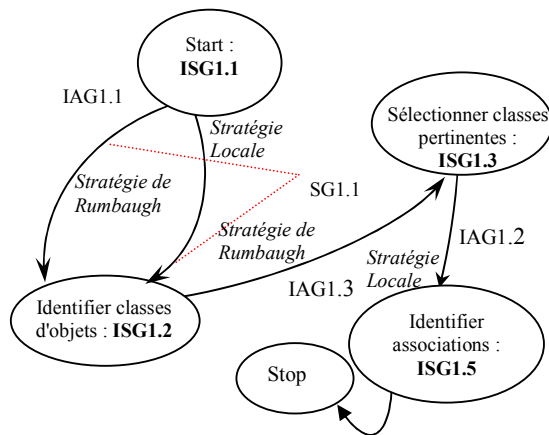 Start :
ISG1.1
IAG1.1
Stratégie
Locale
Sélectionner classes
pertinentes :
ISG1.3
Stratégie de
Rumbaugh
SG1.1
Stratégie de
Rumbaugh
IAG1.2
Stratégie
Locale
IAG1.3
Identifier classes
d'objets : ISG1.2
Identifier
associations :
ISG1.5
Stop